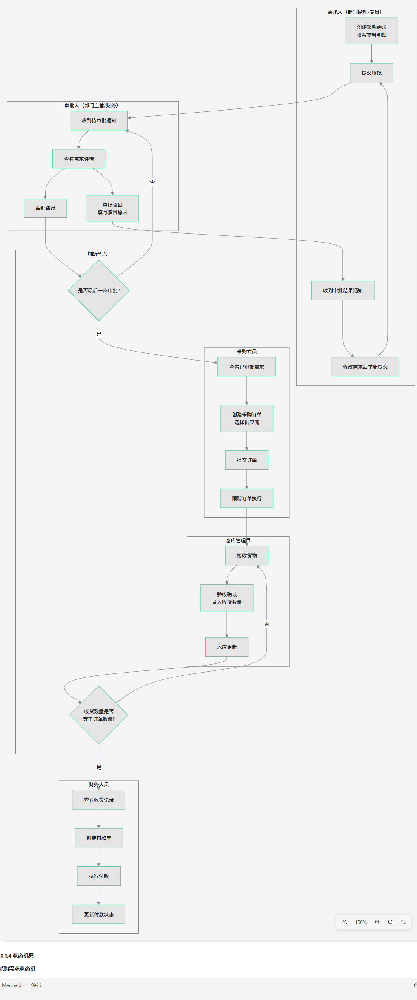 需求人（部门经理/专员）
创建采购需求
填写物料明细
提交审批
审批人（部门主管/财务）
收到待审批通知
查看需求详情
否
审批通过
审批驳回
填写驳回原因
判断节点
是否最后一步审批?
收到审批结果通知
是
采购专员
查看已审批需求
修改需求后重新提交
创建采购订单
选择供应商
提交订单
跟踪订单执行
仓库管理员
接收货物
验收确认
录入收货数量
否
入库更新
收货数量是否
等于订单数量?
是
财务人员
查看收货记录
创建付款单
执行付款
更新付款状态
100%
0.1.4 状态机图
采购需求状态机
Mermaid 源码